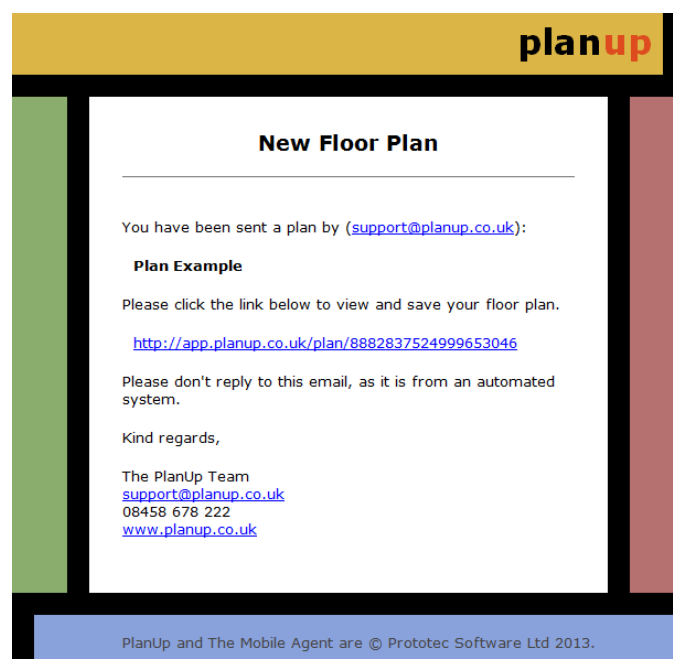 planup
New Floor Plan
You have been sent a plan by (support@planup.co.uk):
Plan Example
Please click the link below to view and save your floor plan.
http://app.planup.co.uk/plan/8882837524999653046
Please don't reply to this email, as it is from an automated
system.
Kind regards,
The PlanUp Team
support@planup.co.uk
08458 678 222
www.planup.co.uk
PlanUp and The Mobile Agent are © Prototec Software Ltd 2013.